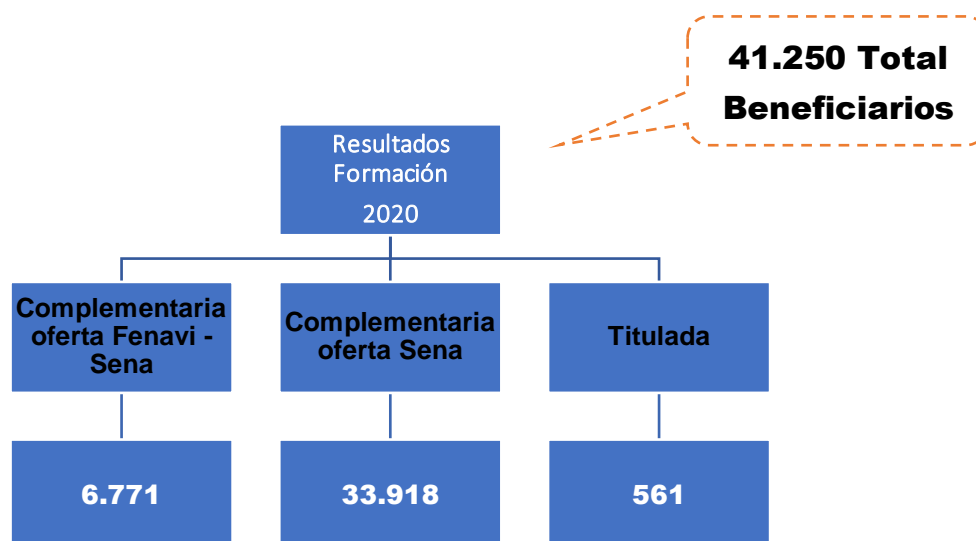 41.250 Total
Beneficiarios
Resultados
Formación
2020
Complementaria
oferta Fenavi -
Sena
Complementaria
oferta Sena
Titulada
6.771
33.918
561